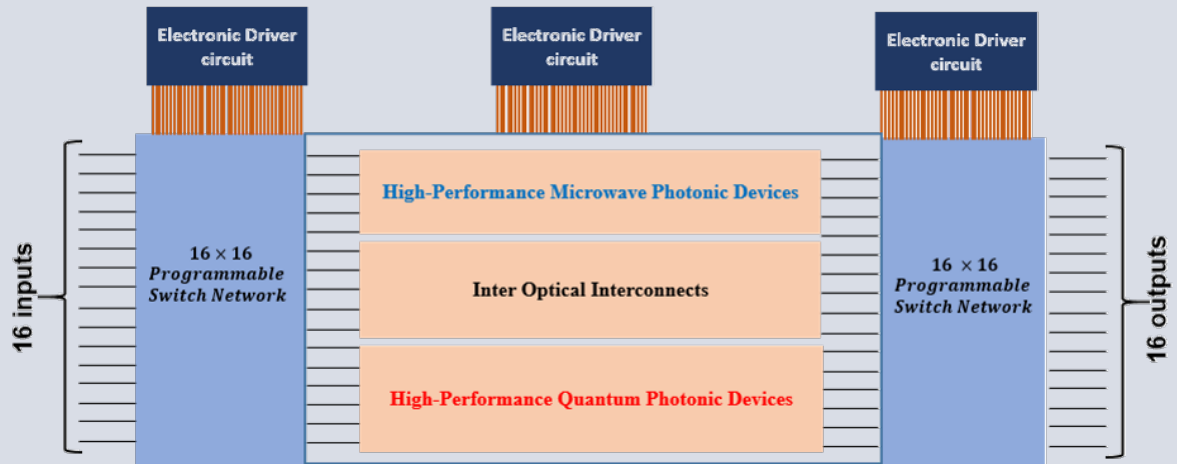 Electronic Driver
circuit
Electronic Driver
circuit
Electronic Driver
circuit
16 inputs
16 × 16
Programmable
Switch Network
High-Performance Microwave Photonic Devices
Inter Optical Interconnects
High-Performance Quantum Photonic Devices
16 × 16
Programmable
Switch Network
16 outputs